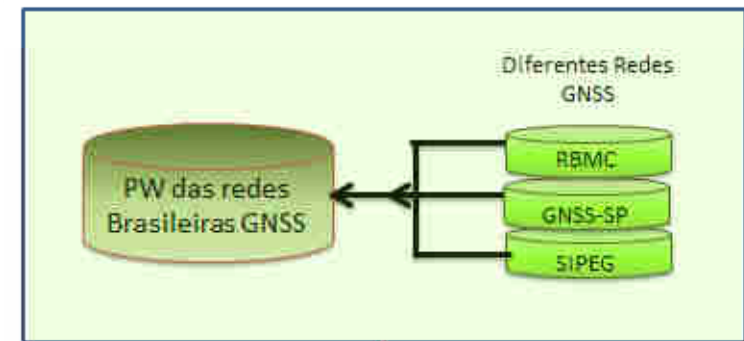 Diferentes Redes
GNSS
RBMC
PW das redes
GNSS-SP
Brasileiras GNSS
SIPEG